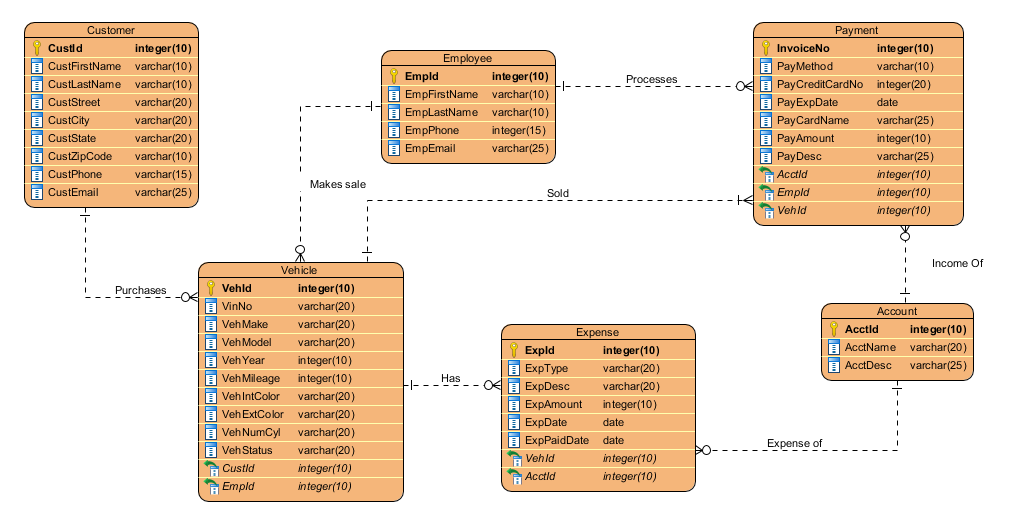 Customer
CustId integer(10)
CustFirstName varchar(10)
CustLastName varchar(10)
CustStreet varchar(20)
CustCity varchar(20)
CustState varchar(20)
CustZipCode varchar(10)
CustPhone varchar(15)
CustEmail varchar(25)
Employee
EmpId integer(10)
EmpFirstName varchar(10)
EmpLastName varchar(10)
EmpPhone integer(15)
EmpEmail varchar(25)
Processes
Payment
InvoiceNo integer(10)
PayMethod varchar(10)
PayCreditCardNo integer(20)
PayExpDate date
PayCardName varchar(25)
PayAmount integer(10)
PayDesc varchar(25)
AcctId integer(10)
EmpId integer(10)
VehId integer(10)
Makes sale
Sold
Purchases
Income Of
Vehicle
VehId integer(10)
VinNo varchar(20)
VehMake varchar(20)
VehModel varchar(20)
VehYear integer(10)
VehMileage integer(10)
VehIntColor varchar(20)
VehExtColor varchar(20)
VehNumCyl varchar(20)
VehStatus varchar(20)
CustId integer(10)
EmpId integer(10)
Has
Expense
ExpId integer(10)
ExpType varchar(20)
ExpDesc varchar(20)
ExpAmount integer(10)
ExpDate date
ExpPaidDate date
VehId integer(10)
AcctId integer(10)
Account
AcctId integer(10)
AcctName varchar(20)
AcctDesc varchar(25)
Expense of